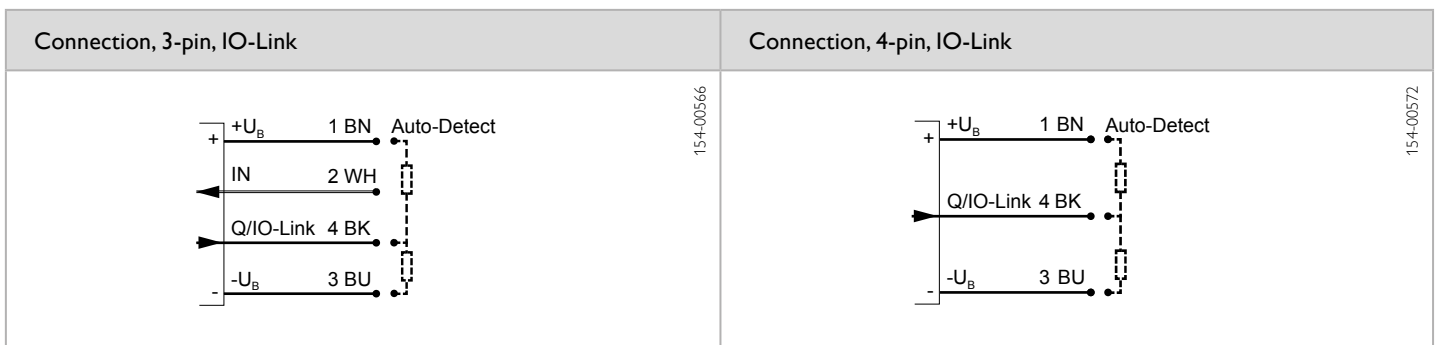 Connection, 3-pin, IO-Link
+U_B 1 BN Auto-Detect
+
IN 2 WH
Q/IO-Link 4 BK
-U_B 3 BU
-
154-00566
Connection, 4-pin, IO-Link
+U_B 1 BN Auto-Detect
+
Q/IO-Link 4 BK
-U_B 3 BU
-
154-00572